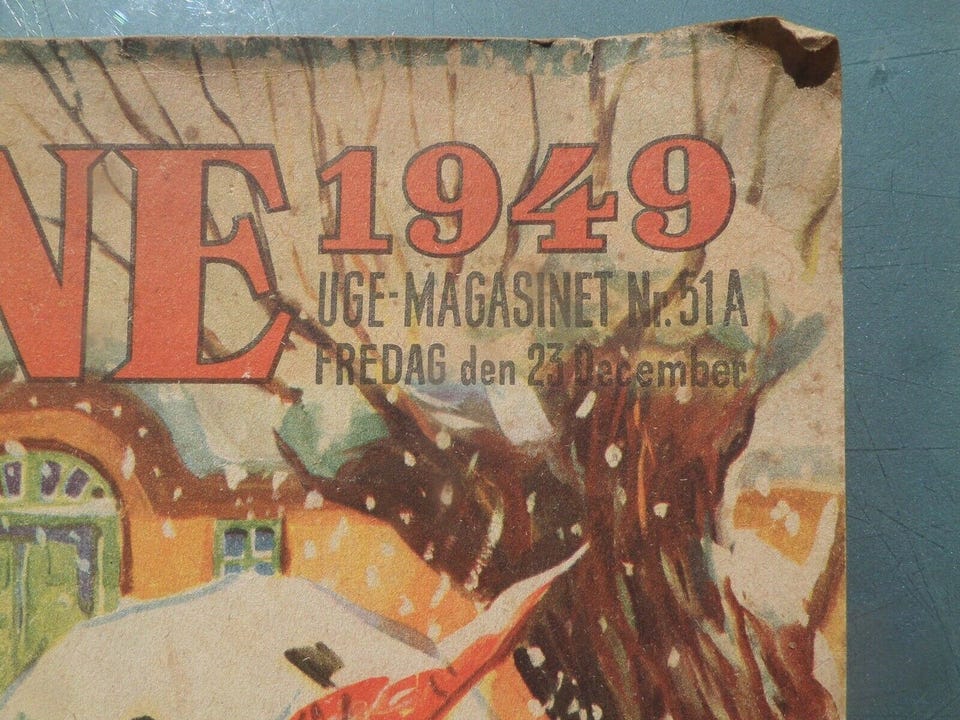 NE 1949
UGE-MAGASINET Nr. 51 A
FREDAG den 23 December